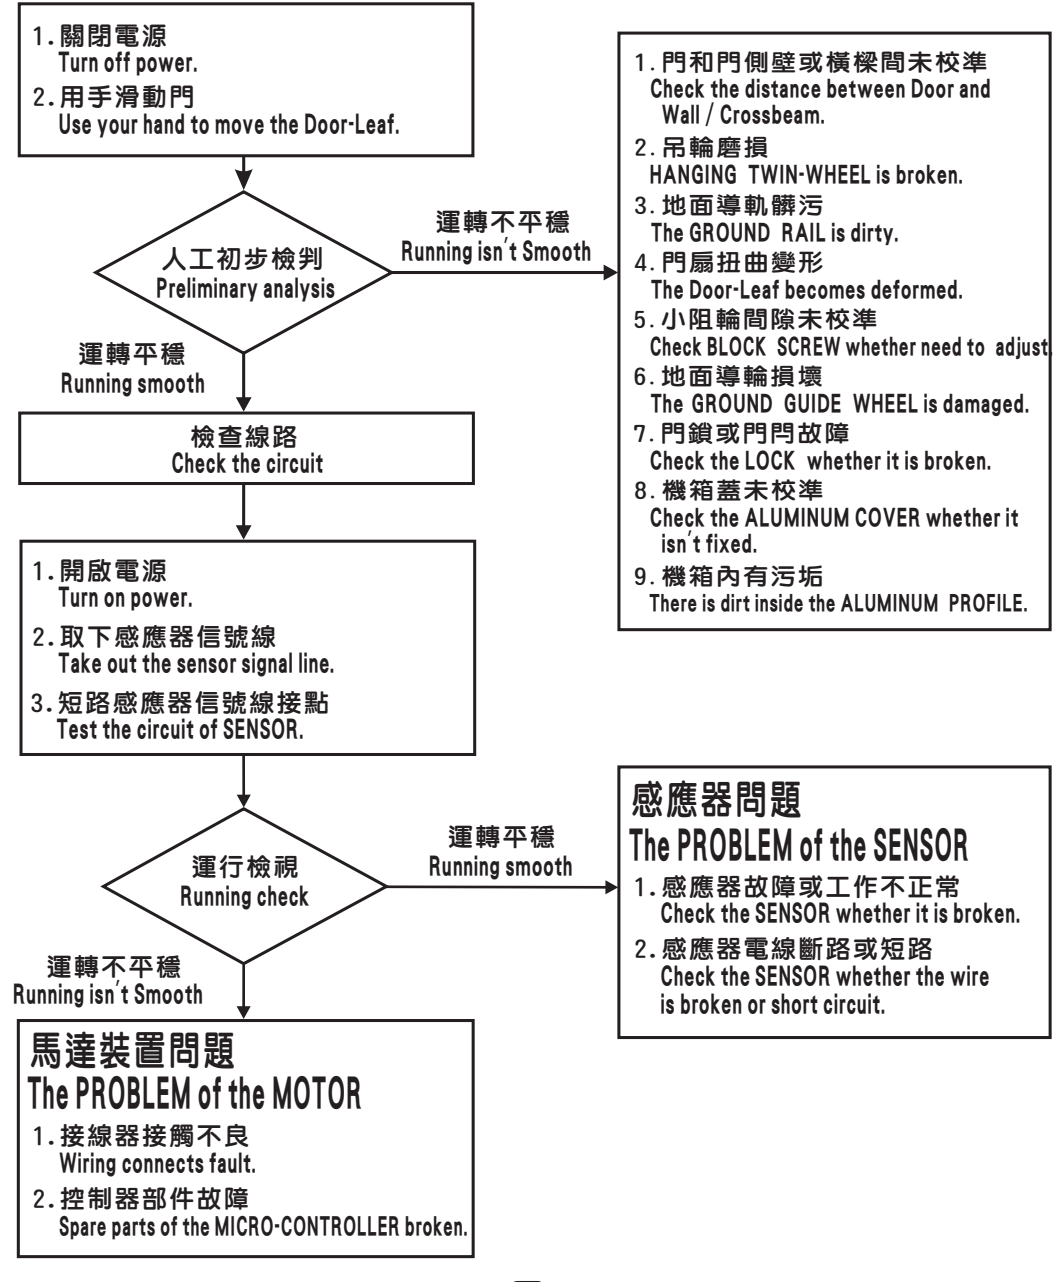 1.關閉電源
Turn off power.
2.用手滑動門
Use your hand to move the Door-Leaf.
人工初步檢判
Preliminary analysis
運轉不平穩
Running isn't Smooth
1.門和門側壁或橫樑間未校準
Check the distance between Door and
Wall / Crossbeam.
2.吊輪磨損
HANGING TWIN-WHEEL is broken.
3.地面導軌髒污
The GROUND RAIL is dirty.
4.門扇扭曲變形
The Door-Leaf becomes deformed.
5.小阻輪間隙未校準
Check BLOCK SCREW whether need to adjust.
6.地面導輪損壞
The GROUND GUIDE WHEEL is damaged.
7.門鎖或門閂故障
Check the LOCK whether it is broken.
8.機箱蓋未校準
Check the ALUMINUM COVER whether it
isn't fixed.
9.機箱內有污垢
There is dirt inside the ALUMINUM PROFILE.
運轉平穩
Running smooth
檢查線路
Check the circuit
1.開啟電源
Turn on power.
2.取下感應器信號線
Take out the sensor signal line.
3.短路感應器信號線接點
Test the circuit of SENSOR.
運行檢視
Running check
運轉平穩
Running smooth
感應器問題
The PROBLEM of the SENSOR
1.感應器故障或工作不正常
Check the SENSOR whether it is broken.
2.感應器電線斷路或短路
Check the SENSOR whether the wire
is broken or short circuit.
運轉不平穩
Running isn't Smooth
馬達裝置問題
The PROBLEM of the MOTOR
1.接線器接觸不良
Wiring connects fault.
2.控制器部件故障
Spare parts of the MICRO-CONTROLLER broken.